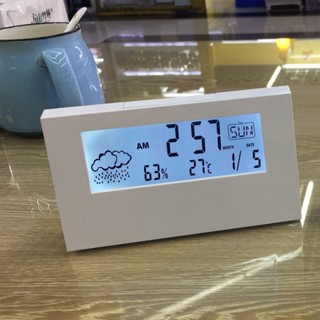 AM 2 57 SUN
MONTH DATE
63% 27°C 1/ 5